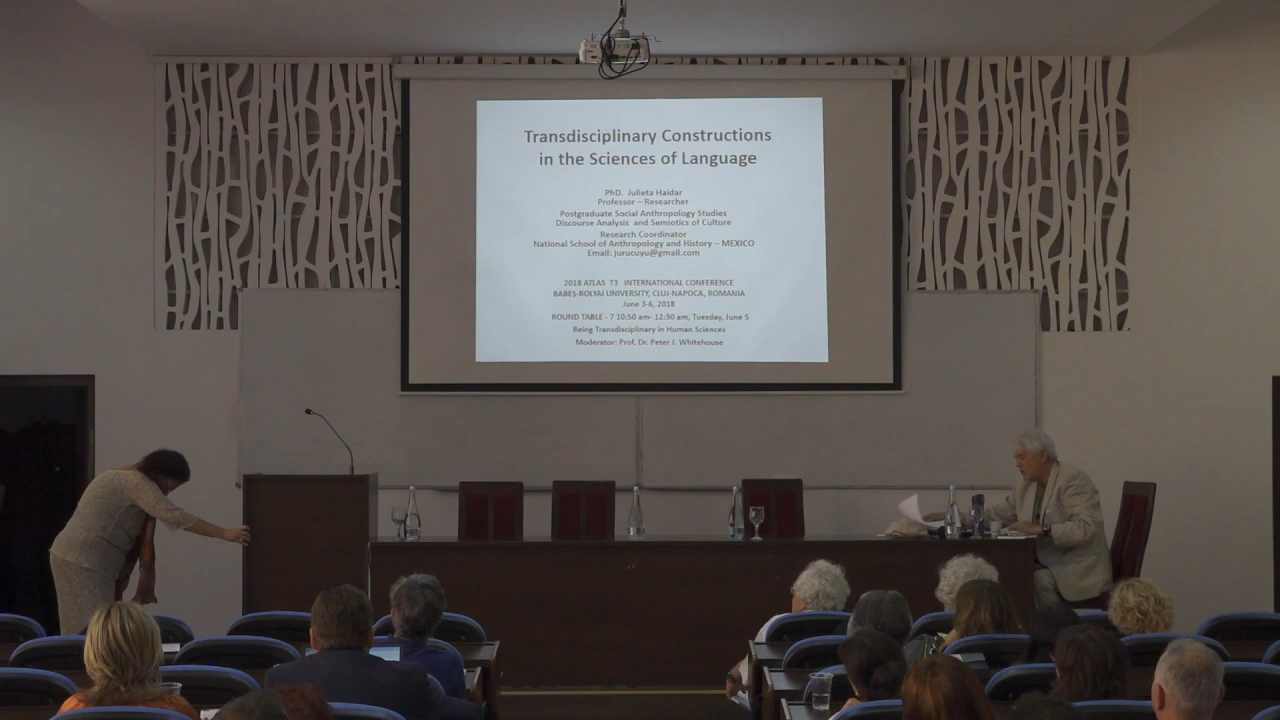 Transdisciplinary Constructions
in the Sciences of Language
PhD. Julieta Haidar
Professor – Researcher
Postgraduate Social Anthropology Studies
Discourse Analysis and Semiotics of Culture
Research Coordinator
National School of Anthropology and History – MEXICO
Email: jurucuyu@gmail.com
2018 ATLAS T3 INTERNATIONAL CONFERENCE
BABEȘ-BOLYAI UNIVERSITY, CLUJ-NAPOCA, ROMANIA
June 3-6, 2018
ROUND TABLE - 7 10:50 am- 12:30 am, Tuesday, June 5
Being Transdisciplinary in Human Sciences
Moderator: Prof. Dr. Peter J. Whitehouse